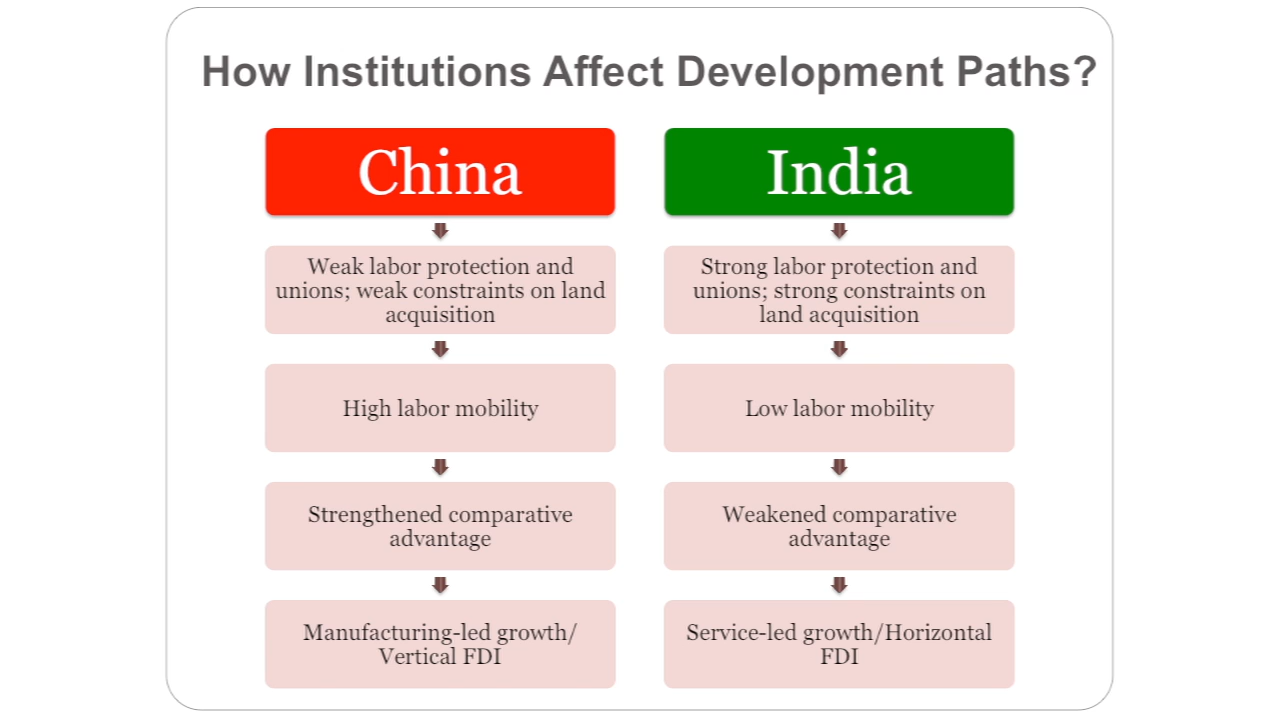 How Institutions Affect Development Paths?
China
Weak labor protection and
unions; weak constraints on land
acquisition
High labor mobility
Strengthened comparative
advantage
Manufacturing-led growth/
Vertical FDI
India
Strong labor protection and
unions; strong constraints on
land acquisition
Low labor mobility
Weakened comparative
advantage
Service-led growth/Horizontal
FDI